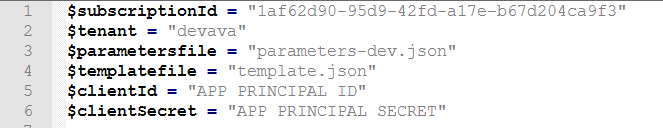 1 $subscriptionId = "1af62d90-95d9-42fd-a17e-b67d204ca9f3"
2 $tenant = "devava"
3 $parametersfile = "parameters-dev.json"
4 $templatefile = "template.json"
5 $clientId = "APP PRINCIPAL ID"
6 $clientSecret = "APP PRINCIPAL SECRET"